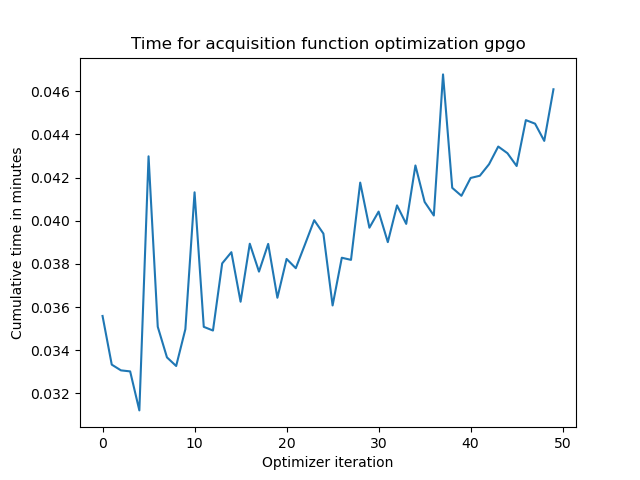 Time for acquisition function optimization gpgo
0.046
0.044
0.042
0.040
0.038
0.036
0.034
0.032
Cumulative time in minutes
0 10 20 30 40 50
Optimizer iteration